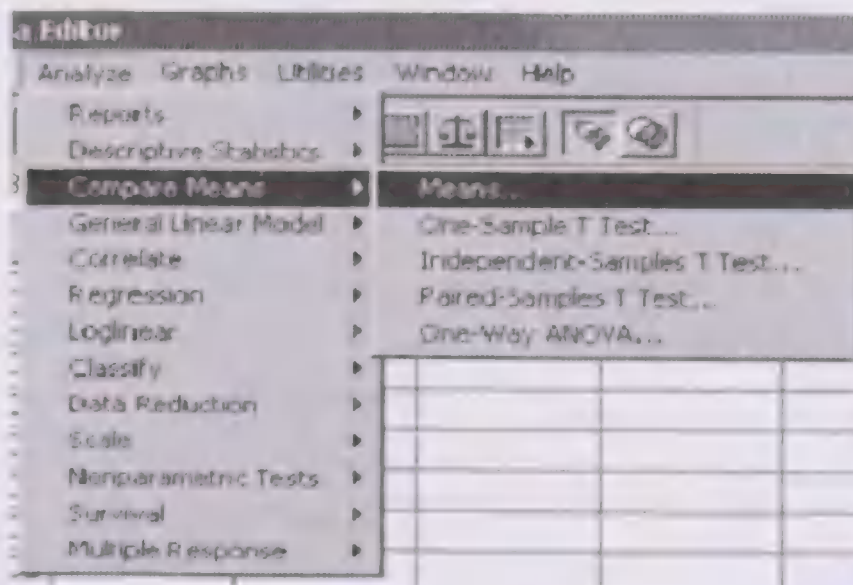 a Editor
Analyze Graphs Utilities Window Help
Reports
Descriptive Statistics
Compare Means
General Linear Model
Correlate
Regression
Loglinear
Classify
Data Reduction
Scale
Nonparametric Tests
Survival
Multiple Response
Means...
One-Sample T Test...
Independent-Samples T Test...
Paired-Samples T Test...
One-Way ANOVA...